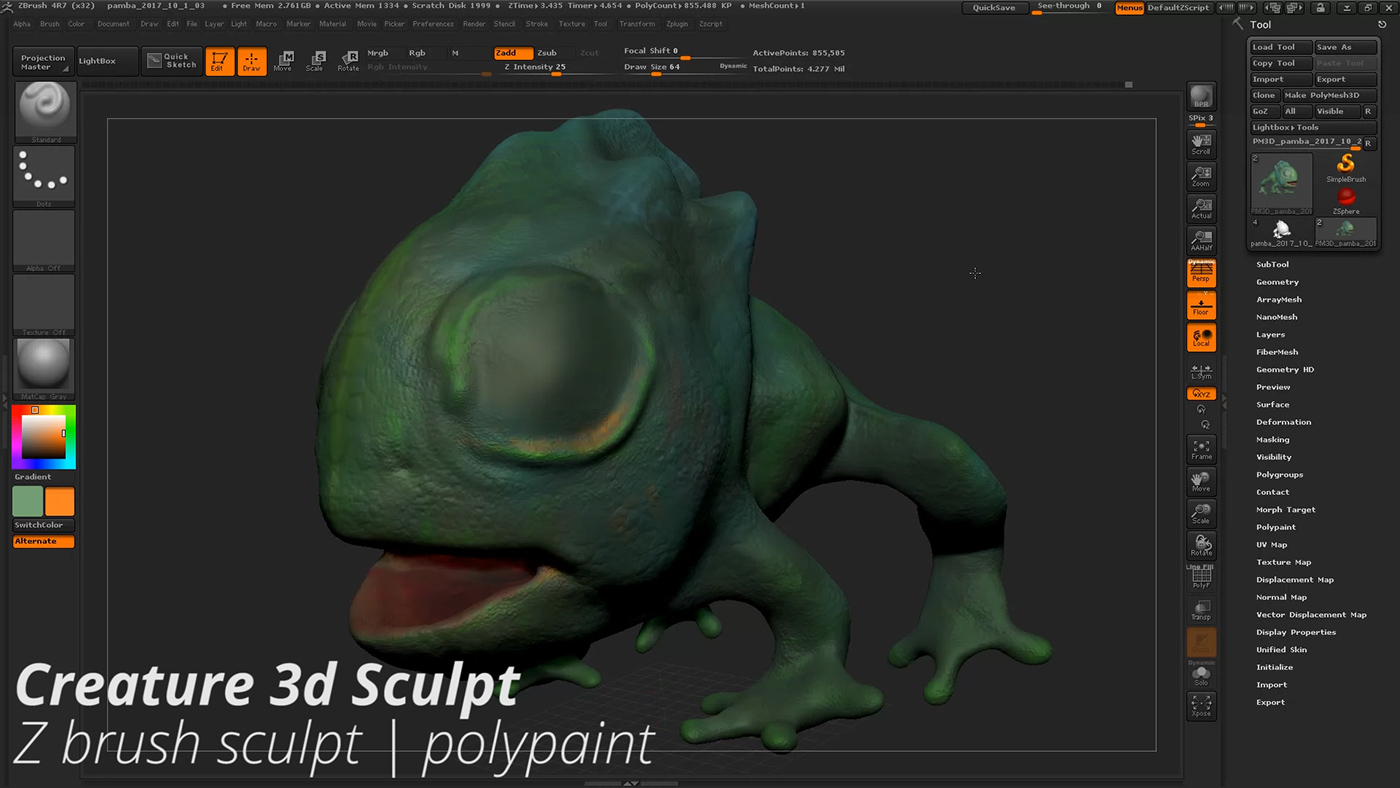 ZBrush 4R7 (x32) pamba_2017_10_1_03 • Free Mem 2.761GB • Active Mem 1334 • Scratch Disk 1999 • ZTime▸3.435 Timer▸4.654 • PolyCount▸855.488 KP • MeshCount▸1 QuickSave See-through 0 Menus DefaultZScript
Alpha Brush Color Document Draw Edit File Layer Light Macro Marker Material Movie Picker Preferences Render Stencil Stroke Texture Tool Transform Zplugin Zscript
Tool
Load Tool Save As
Copy Tool Paste Tool
Import Export
Clone Make PolyMesh3D
GoZ All Visible R
Lightbox▸Tools
PM3D_pamba_2017_10_2 R
2
SimpleBrush
ZSphere
PM3D_pamba_201
4 2
pamba_2017_10_ PM3D_pamba_201
Projection Master
LightBox
Quick Sketch
Edit
Draw
Move
Scale
Rotate
Mrgb Rgb M
Rgb Intensity
Zadd Zsub Zcut
Z Intensity 25
Focal Shift 0
Draw Size 64 Dynamic
ActivePoints: 855,505
TotalPoints: 4.277 Mil
Standard
Dots
Alpha Off
Texture Off
MatCap Gray
Gradient
SwitchColor
Alternate
BPR
SPix 3
Scroll
Zoom
Actual
AAHalf
Dynamic
Persp
Floor
Local
L.Sym
XYZ
Frame
Move
Scale
Rotate
Line Fill
PolyF
Transp
Dynamic
Solo
Xpose
SubTool
Geometry
ArrayMesh
NanoMesh
Layers
FiberMesh
Geometry HD
Preview
Surface
Deformation
Masking
Visibility
Polygroups
Contact
Morph Target
Polypaint
UV Map
Texture Map
Displacement Map
Normal Map
Vector Displacement Map
Display Properties
Unified Skin
Initialize
Import
Export
Creature 3d Sculpt
Z brush sculpt | polypaint